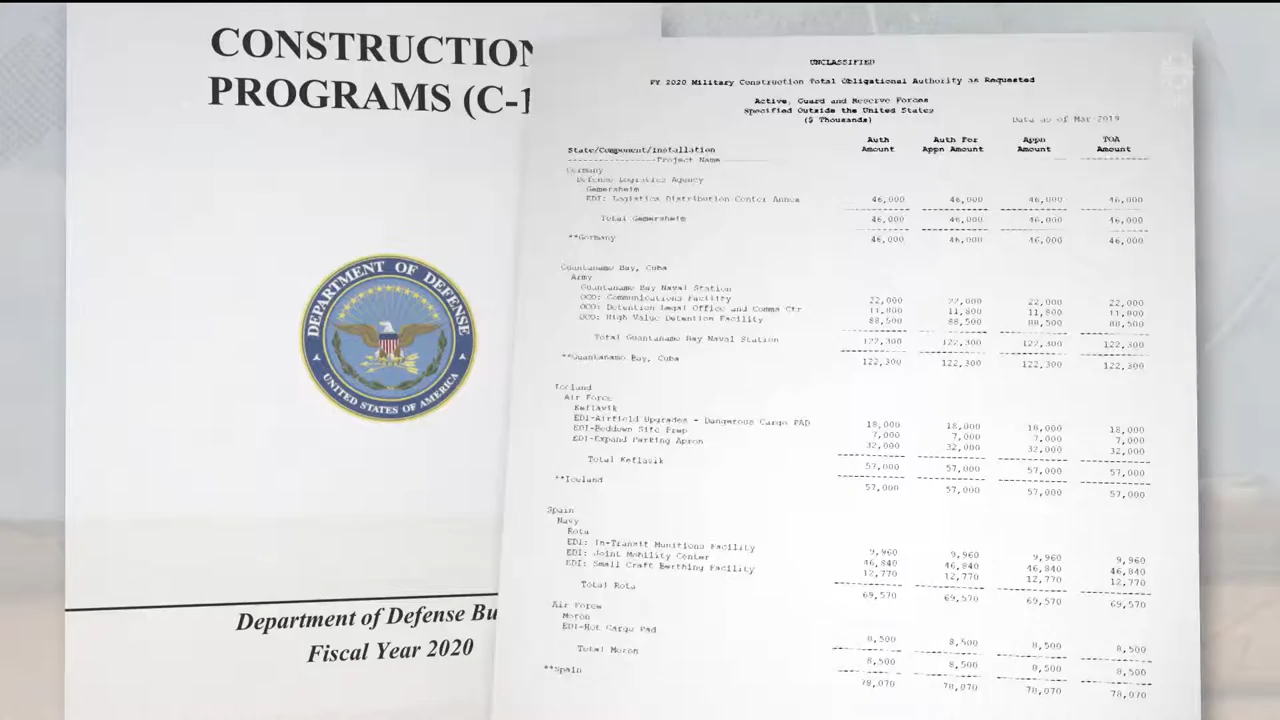 CONSTRUCTION
PROGRAMS (C-1
DEPARTMENT OF DEFENSE
UNITED STATES OF AMERICA
Department of Defense Bu
Fiscal Year 2020
UNCLASSIFIED
FY 2020 Military Construction Total Obligational Authority as Requested
Active, Guard and Reserve Forces
Specified Outside the United States
($ Thousands)
Data as of Mar 2019
Auth Auth For Appn TOA
State/Component/Installation Amount Appn Amount Amount Amount
Project Name
Germany
Defense Logistics Agency
Gemersheim
EDI: Logistics Distribution Center Annex 46,000 46,000 46,000 46,000
Total Gemersheim 46,000 46,000 46,000 46,000
**Germany 46,000 46,000 46,000 46,000
Guantanamo Bay, Cuba
Army
Guantanamo Bay Naval Station
OCO: Communications Facility 22,000 22,000 22,000 22,000
OCO: Detention Legal Office and Comms Ctr 11,800 11,800 11,800 11,800
OCO: High Value Detention Facility 88,500 88,500 88,500 88,500
Total Guantanamo Bay Naval Station 122,300 122,300 122,300 122,300
**Guantanamo Bay, Cuba 122,300 122,300 122,300 122,300
Iceland
Air Force
Keflavik
EDI-Airfield Upgrades - Dangerous Cargo PAD 18,000 18,000 18,000 18,000
EDI-Beddown Site Prep 7,000 7,000 7,000 7,000
EDI-Expand Parking Apron 32,000 32,000 32,000 32,000
Total Keflavik 57,000 57,000 57,000 57,000
**Iceland 57,000 57,000 57,000 57,000
Spain
Navy
Rota
EDI: In-Transit Munitions Facility 9,960 9,960 9,960 9,960
EDI: Joint Mobility Center 46,840 46,840 46,840 46,840
EDI: Small Craft Berthing Facility 12,770 12,770 12,770 12,770
Total Rota 69,570 69,570 69,570 69,570
Air Force
Moron
EDI-Hot Cargo Pad 8,500 8,500 8,500 8,500
Total Moron 8,500 8,500 8,500 8,500
**Spain 78,070 78,070 78,070 78,070